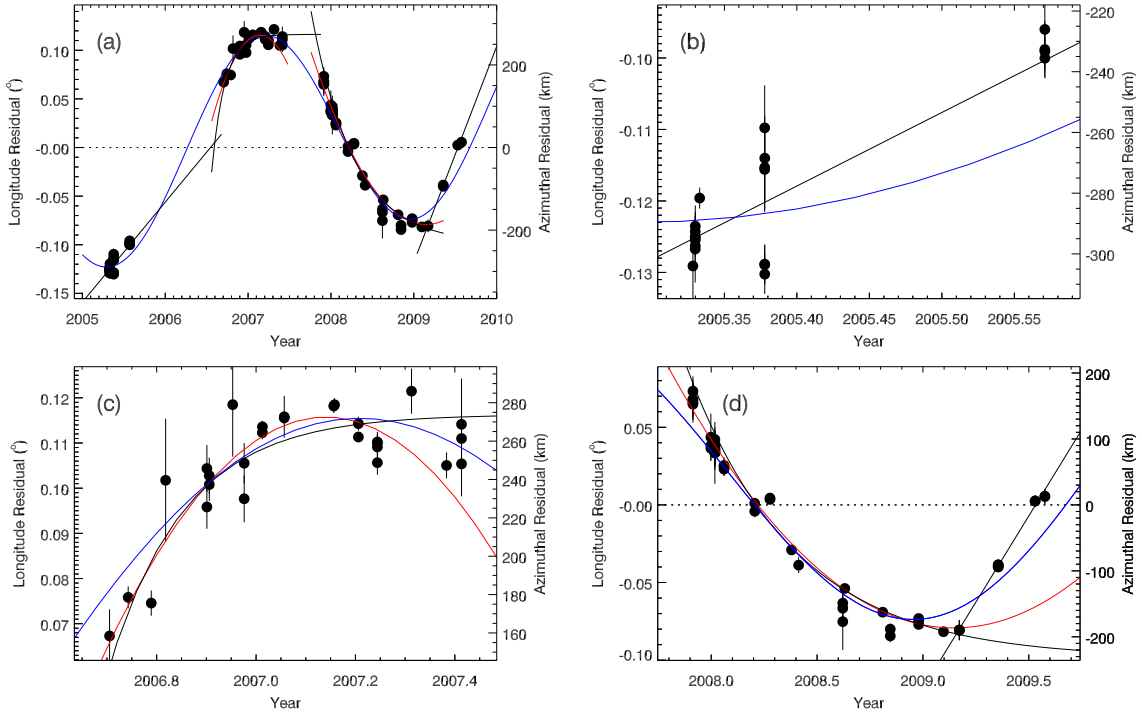 (a)
0.10
0.05
-0.00
-0.05
-0.10
-0.15
Longitude Residual (°)
200
0
-200
Azimuthal Residual (km)
2005 2006 2007 2008 2009 2010
Year
(b)
-0.10
-0.11
-0.12
-0.13
Longitude Residual (°)
-220
-240
-260
-280
-300
Azimuthal Residual (km)
2005.35 2005.40 2005.45 2005.50 2005.55
Year
(c)
0.12
0.11
0.10
0.09
0.08
0.07
Longitude Residual (°)
280
260
240
220
200
180
160
Azimuthal Residual (km)
2006.8 2007.0 2007.2 2007.4
Year
(d)
0.05
-0.00
-0.05
-0.10
Longitude Residual (°)
200
100
0
-100
-200
Azimuthal Residual (km)
2008.0 2008.5 2009.0 2009.5
Year